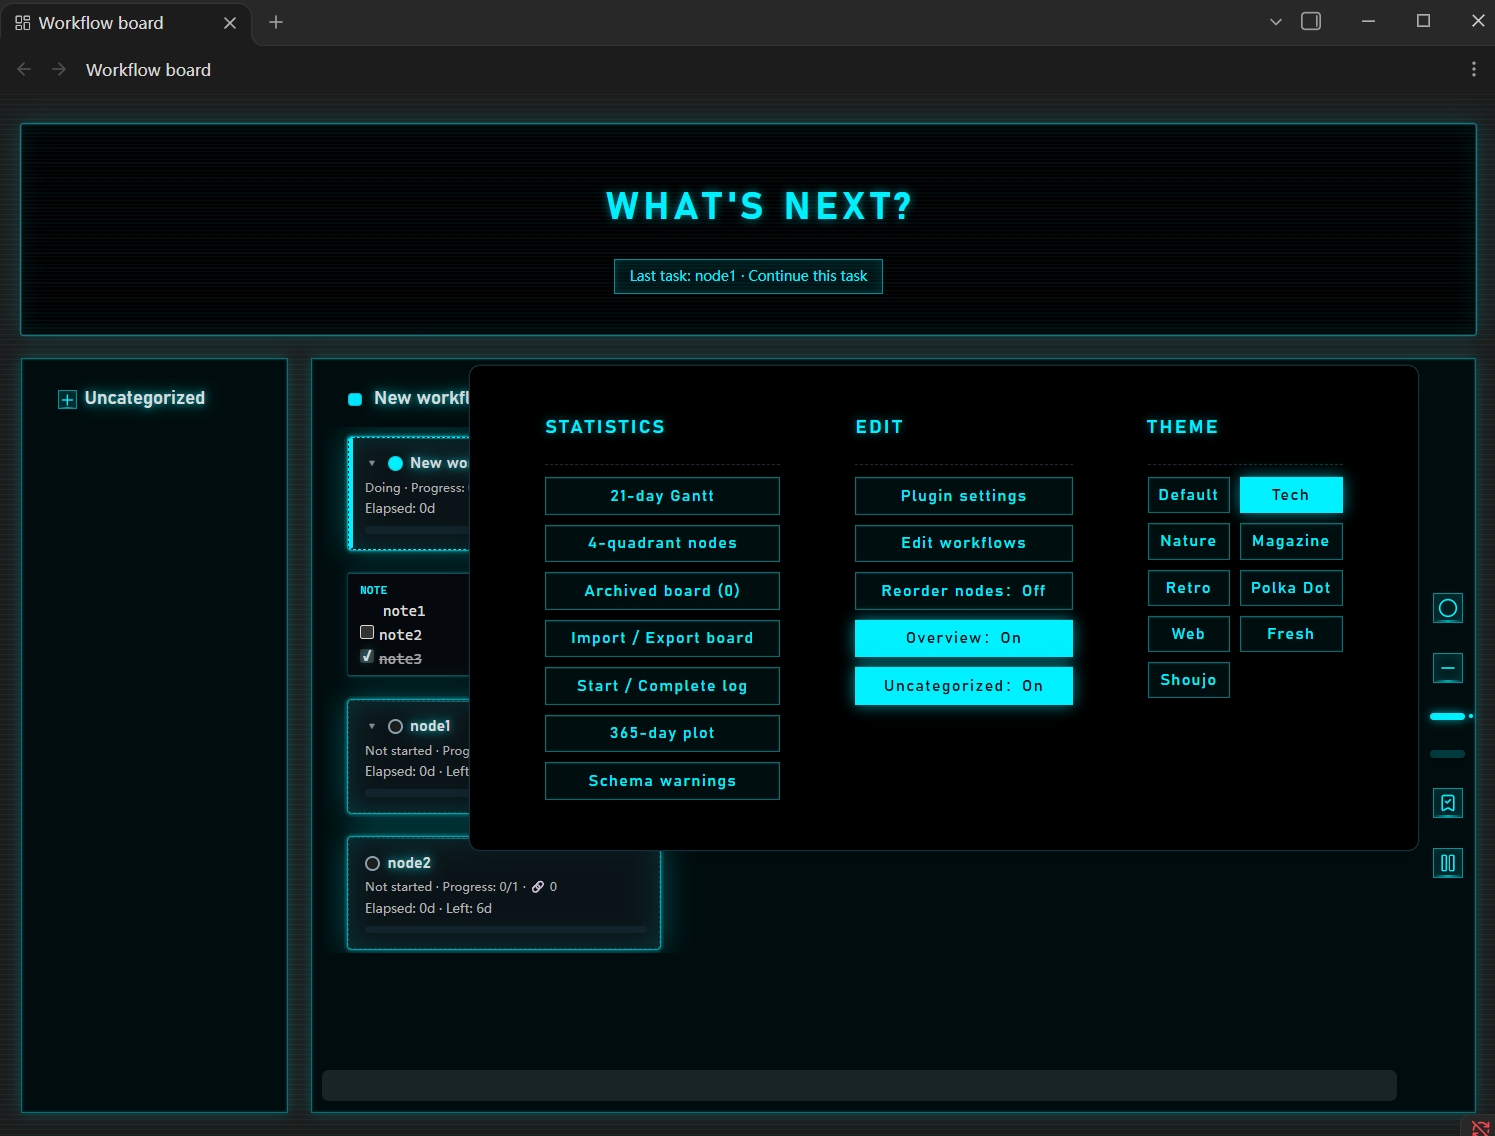 Workflow board
Workflow board
WHAT'S NEXT?
Last task: node1 · Continue this task
Uncategorized
New workfl
New wo
Doing · Progress:
Elapsed: 0d
NOTE
note1
note2
note3
node1
Not started · Prog
Elapsed: 0d · Left
node2
Not started · Progress: 0/1 · 🔗 0
Elapsed: 0d · Left: 6d
STATISTICS
21-day Gantt
4-quadrant nodes
Archived board (0)
Import / Export board
Start / Complete log
365-day plot
Schema warnings
EDIT
Plugin settings
Edit workflows
Reorder nodes: Off
Overview: On
Uncategorized: On
THEME
Default
Tech
Nature
Magazine
Retro
Polka Dot
Web
Fresh
Shoujo